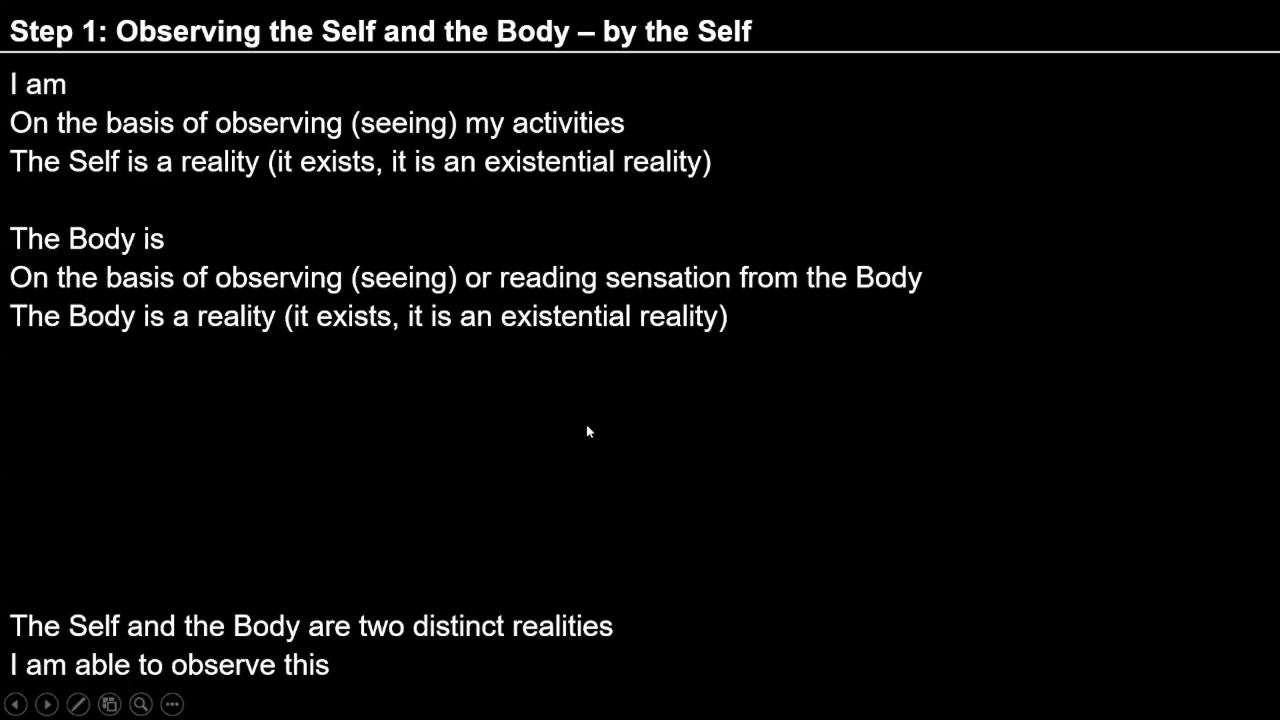 Step 1: Observing the Self and the Body – by the Self
I am
On the basis of observing (seeing) my activities
The Self is a reality (it exists, it is an existential reality)
The Body is
On the basis of observing (seeing) or reading sensation from the Body
The Body is a reality (it exists, it is an existential reality)
The Self and the Body are two distinct realities
I am able to observe this